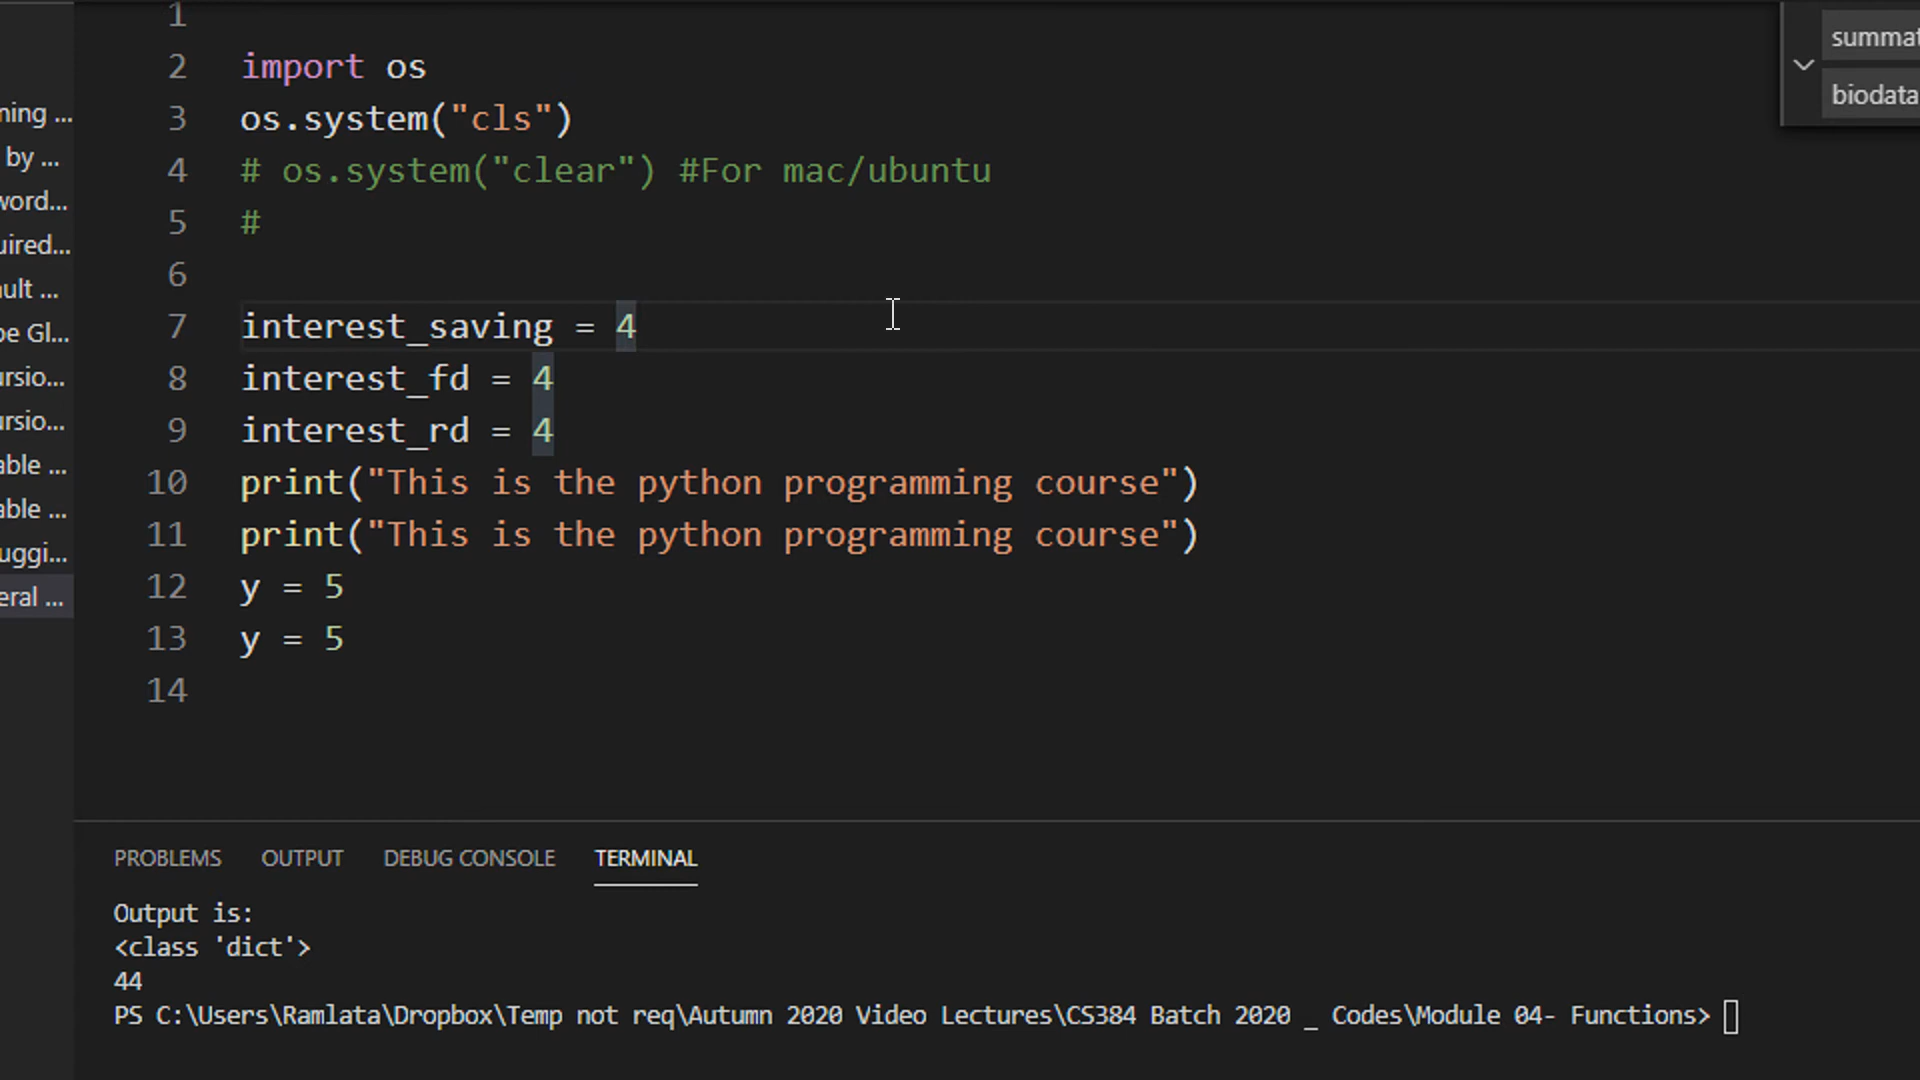 1
2 import os
3 os.system("cls")
4 # os.system("clear") #For mac/ubuntu
5 #
6
7 interest_saving = 4
8 interest_fd = 4
9 interest_rd = 4
10 print("This is the python programming course")
11 print("This is the python programming course")
12 y = 5
13 y = 5
14
summat
biodata
ning ...
by ...
word...
uired...
ult ...
pe Gl...
ursio...
ursio...
able ...
able ...
uggi...
eral ...
PROBLEMS OUTPUT DEBUG CONSOLE TERMINAL
Output is:
<class 'dict'>
44
PS C:\Users\Ramlata\Dropbox\Temp not req\Autumn 2020 Video Lectures\CS384 Batch 2020 _ Codes\Module 04- Functions>